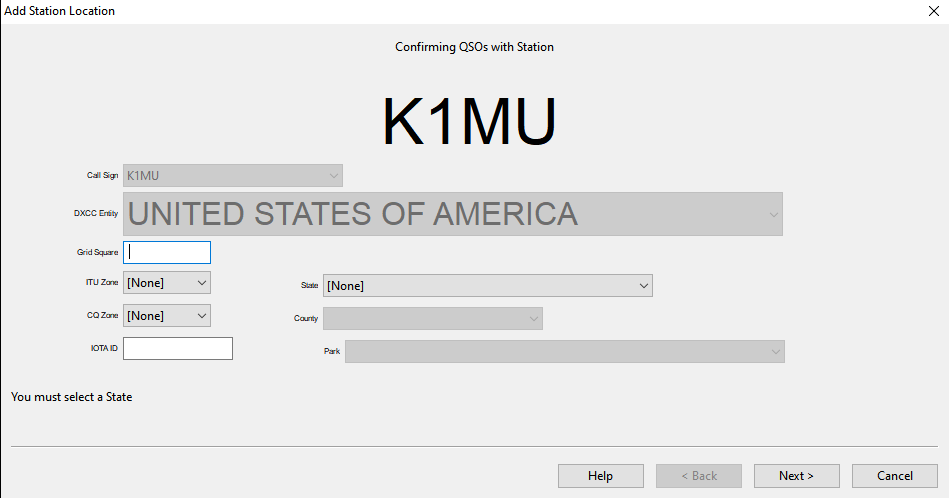 Add Station Location
Confirming QSOs with Station
K1MU
Call Sign K1MU
DXCC Entity UNITED STATES OF AMERICA
Grid Square
ITU Zone [None] State [None]
CQ Zone [None] County
IOTA ID Park
You must select a State
Help < Back Next > Cancel